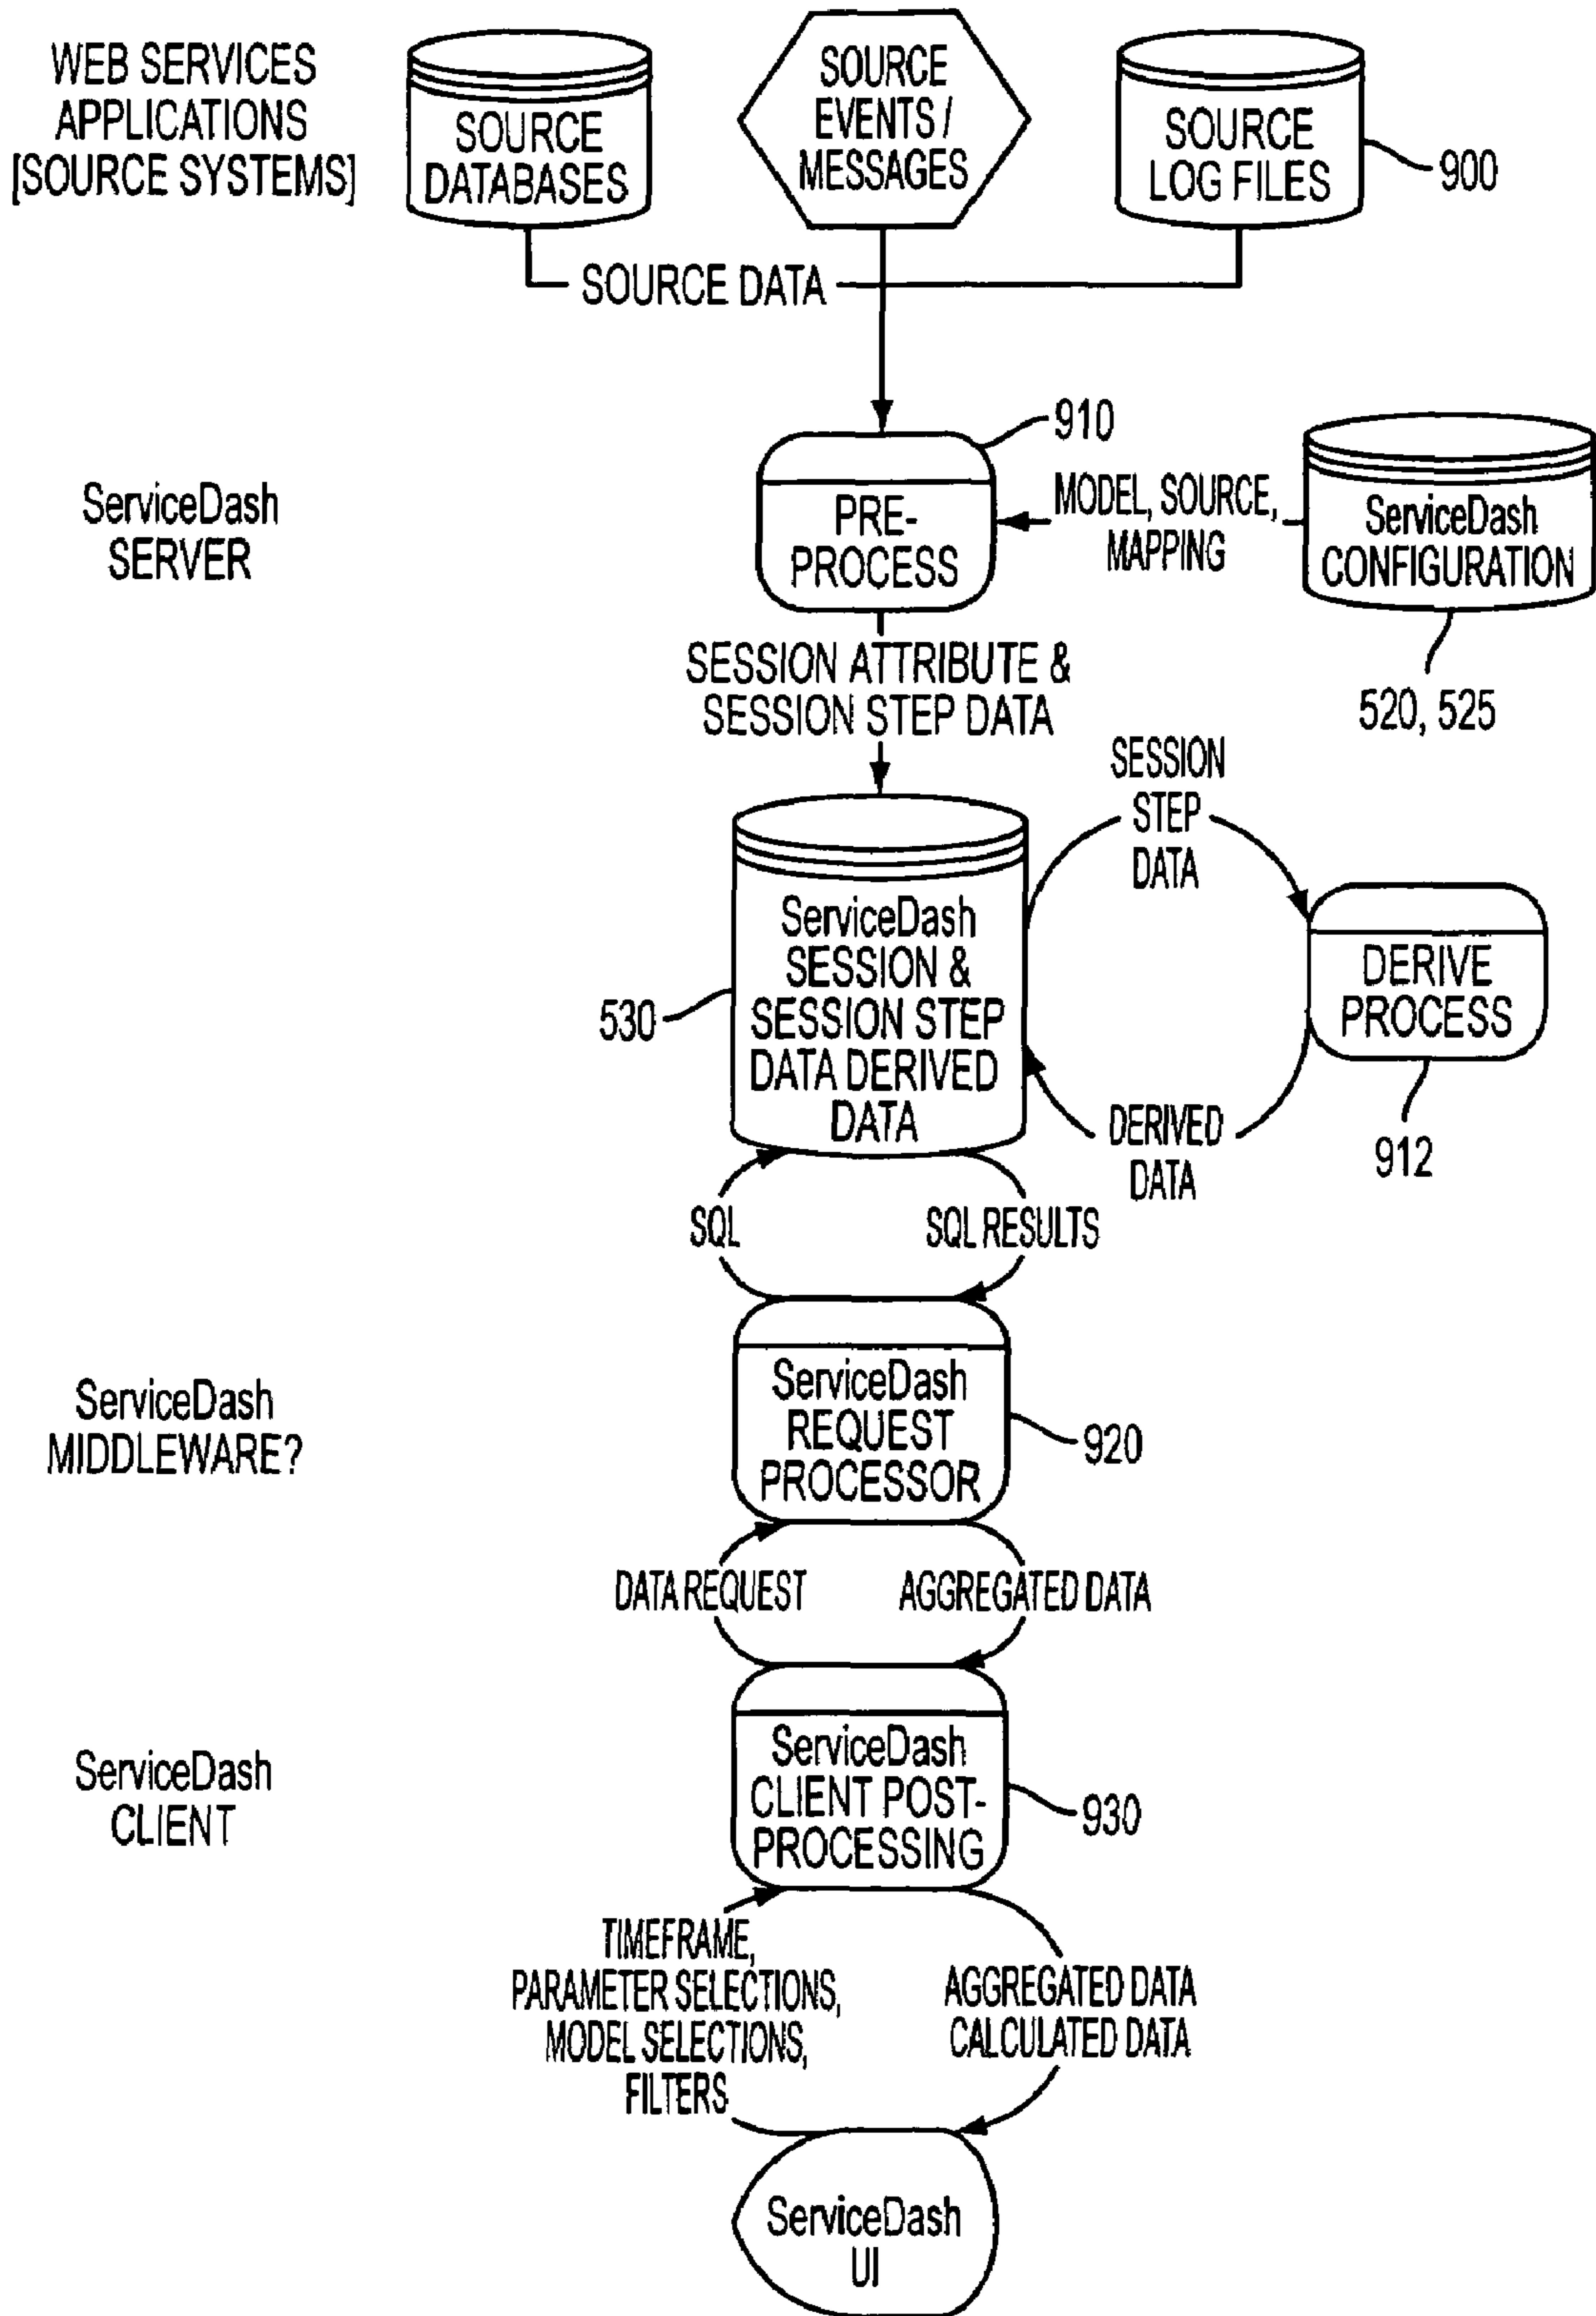 WEB SERVICES
APPLICATIONS
[SOURCE SYSTEMS]
SOURCE
DATABASES
SOURCE
EVENTS /
MESSAGES
SOURCE
LOG FILES
900
SOURCE DATA
910
ServiceDash
SERVER
PRE-
PROCESS
MODEL, SOURCE,
MAPPING
ServiceDash
CONFIGURATION
520, 525
SESSION ATTRIBUTE &
SESSION STEP DATA
SESSION
STEP
DATA
ServiceDash
SESSION &
SESSION STEP
DATA DERIVED
DATA
530
DERIVE
PROCESS
912
DERIVED
DATA
SQL
SQL RESULTS
ServiceDash
MIDDLEWARE?
ServiceDash
REQUEST
PROCESSOR
920
DATA REQUEST
AGGREGATED DATA
ServiceDash
CLIENT
ServiceDash
CLIENT POST-
PROCESSING
930
TIMEFRAME,
PARAMETER SELECTIONS,
MODEL SELECTIONS,
FILTERS
AGGREGATED DATA
CALCULATED DATA
ServiceDash
UI